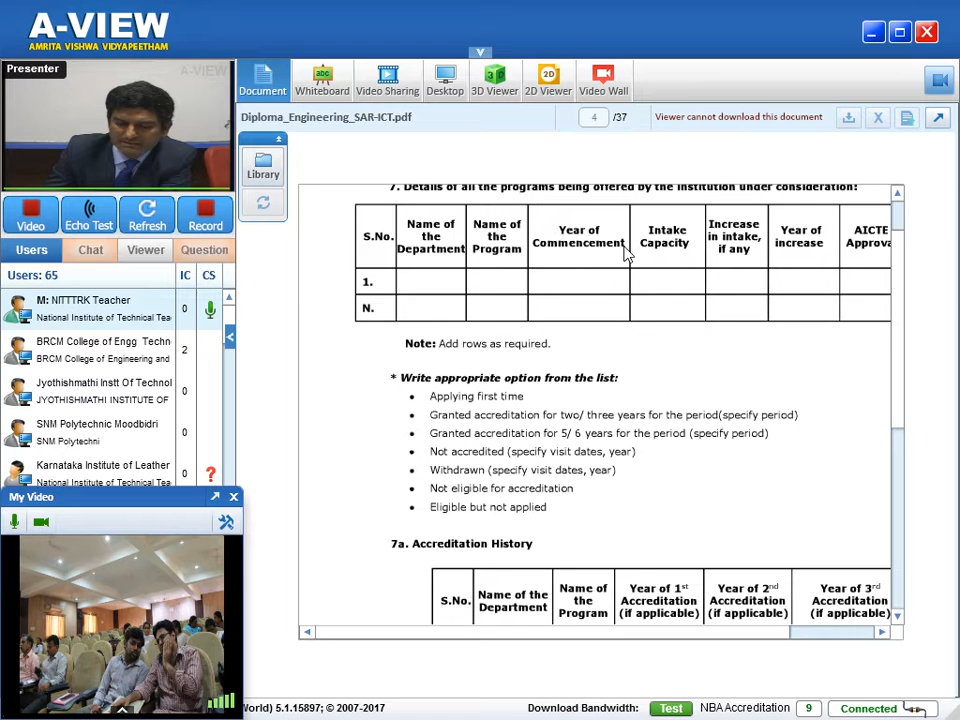 A-VIEW
AMRITA VISHWA VIDYAPEETHAM
Presenter
A-VIEW
Document
abc
Whiteboard
Video Sharing
Desktop
3D
3D Viewer
2D
2D Viewer
Video Wall
Diploma_Engineering_SAR-ICT.pdf
4 /37
Viewer cannot download this document
Library
Video
Echo Test
Refresh
Record
Users
Chat
Viewer
Question
Users: 65
IC
CS
M: NITTTRK Teacher
National Institute of Technical Tea
0
BRCM College of Engg Techn
BRCM College of Engineering and
2
Jyothishmathi Instt Of Technol
JYOTHISHMATHI INSTITUTE OF
0
SNM Polytechnic Moodbidri
SNM Polytechni
0
Karnataka Institute of Leather
National Institute of Technical Tea
0
?
My Video
7. Details of all the programs being offered by the institution under consideration:
S.No.
Name of the Department
Name of the Program
Year of Commencement
Intake Capacity
Increase in intake, if any
Year of increase
AICTE Approva
1.
N.
Note: Add rows as required.
* Write appropriate option from the list:
• Applying first time
• Granted accreditation for two/ three years for the period(specify period)
• Granted accreditation for 5/ 6 years for the period (specify period)
• Not accredited (specify visit dates, year)
• Withdrawn (specify visit dates, year)
• Not eligible for accreditation
• Eligible but not applied
7a. Accreditation History
S.No.
Name of the Department
Name of the Program
Year of 1st Accreditation (if applicable)
Year of 2nd Accreditation (if applicable)
Year of 3rd Accreditation (if applicable)
World) 5.1.15897; © 2007-2017
Download Bandwidth:
Test
NBA Accreditation
9
Connected